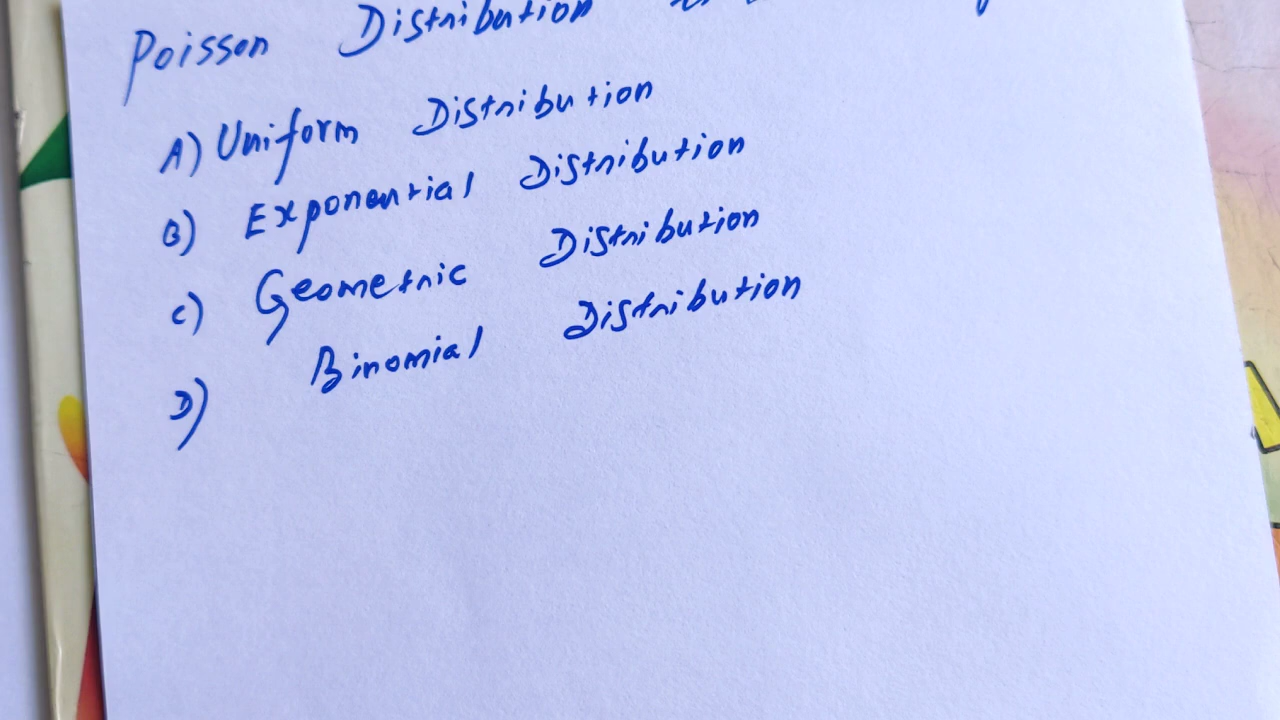 Poisson Distribution
A) Uniform Distribution
B) Exponential Distribution
C) Geometric Distribution
D) Binomial Distribution